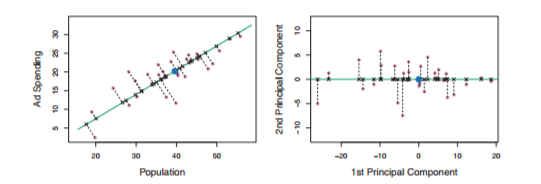 Ad Spending
5 10 15 20 25 30
20 30 40 50
Population
2nd Principal Component
−10 −5 0 5 10
−20 −10 0 10 20
1st Principal Component